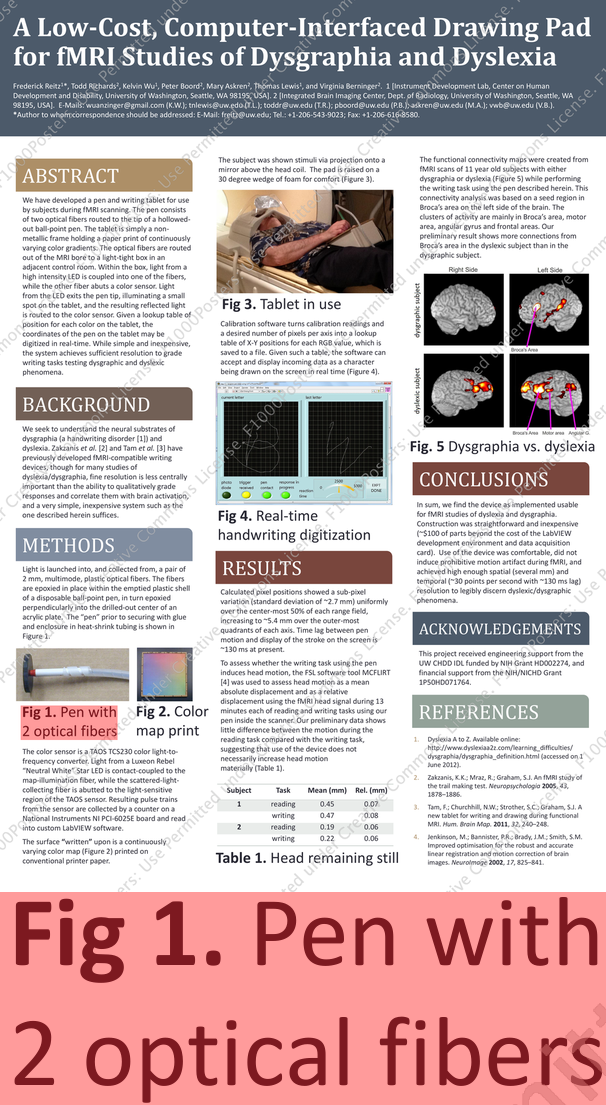 A Low-Cost, Computer-Interfaced Drawing Pad
for fMRI Studies of Dysgraphia and Dyslexia
Frederick Reitz¹*, Todd Richards², Kelvin Wu¹, Peter Boord², Mary Askren², Thomas Lewis¹, and Virginia Berninger². 1 [Instrument Development Lab, Center on Human
Development and Disability, University of Washington, Seattle, WA 98195, USA]. 2 [Integrated Brain Imaging Center, Dept. of Radiology, University of Washington, Seattle, WA
98195, USA]. E-Mails: wuanzinger@gmail.com (K.W.); tnlewis@uw.edu (T.L.); toddr@uw.edu (T.R.); pboord@uw.edu (P.B.); askren@uw.edu (M.A.); vwb@uw.edu (V.B.).
*Author to whom correspondence should be addressed: E-Mail: freitz@uw.edu; Tel.: +1-206-543-9023; Fax: +1-206-616-8580.
ABSTRACT
We have developed a pen and writing tablet for use
by subjects during fMRI scanning. The pen consists
of two optical fibers routed to the tip of a hollowed-
out ball-point pen. The tablet is simply a non-
metallic frame holding a paper print of continuously
varying color gradients. The optical fibers are routed
out of the MRI bore to a light-tight box in an
adjacent control room. Within the box, light from a
high intensity LED is coupled into one of the fibers,
while the other fiber abuts a color sensor. Light
from the LED exits the pen tip, illuminating a small
spot on the tablet, and the resulting reflected light
is routed to the color sensor. Given a lookup table of
position for each color on the tablet, the
coordinates of the pen on the tablet may be
digitized in real-time. While simple and inexpensive,
the system achieves sufficient resolution to grade
writing tasks testing dysgraphic and dyslexic
phenomena.
BACKGROUND
We seek to understand the neural substrates of
dysgraphia (a handwriting disorder [1]) and
dyslexia. Zakzanis et al. [2] and Tam et al. [3] have
previously developed fMRI-compatible writing
devices, though for many studies of
dyslexia/dysgraphia, fine resolution is less centrally
important than the ability to qualitatively grade
responses and correlate them with brain activation,
and a very simple, inexpensive system such as the
one described herein suffices.
METHODS
Light is launched into, and collected from, a pair of
2 mm, multimode, plastic optical fibers. The fibers
are epoxied in place within the emptied plastic shell
of a disposable ball-point pen, in turn epoxied
perpendicularly into the drilled-out center of an
acrylic plate. The "pen" prior to securing with glue
and enclosure in heat-shrink tubing is shown in
Figure 1.
Fig 1. Pen with
2 optical fibers
Fig 2. Color
map print
The color sensor is a TAOS TCS230 color light-to-
frequency converter. Light from a Luxeon Rebel
"Neutral White" Star LED is contact-coupled to the
map-illumination fiber, while the scattered-light-
collecting fiber is abutted to the light-sensitive
region of the TAOS sensor. Resulting pulse trains
from the sensor are collected by a counter on a
National Instruments NI PCI-6025E board and read
into custom LabVIEW software.
The surface "written" upon is a continuously
varying color map (Figure 2) printed on
conventional printer paper.
The subject was shown stimuli via projection onto a
mirror above the head coil. The pad is raised on a
30 degree wedge of foam for comfort (Figure 3).
Fig 3. Tablet in use
Calibration software turns calibration readings and
a desired number of pixels per axis into a lookup
table of X-Y positions for each RGB value, which is
saved to a file. Given such a table, the software can
accept and display incoming data as a character
being drawn on the screen in real time (Figure 4).
current letter
last letter
photo diode
trigger received
pen contact
response in progress
Fig 4. Real-time
handwriting digitization
RESULTS
Calculated pixel positions showed a sub-pixel
variation (standard deviation of ~2.7 mm) uniformly
over the center-most 50% of each range field,
increasing to ~5.4 mm over the outer-most
quadrants of each axis. Time lag between pen
motion and display of the stroke on the screen is
~130 ms at present.
To assess whether the writing task using the pen
induces head motion, the FSL software tool MCFLIRT
[4] was used to assess head motion as a mean
absolute displacement and as a relative
displacement using the fMRI head signal during 13
minutes each of reading and writing tasks using our
pen inside the scanner. Our preliminary data shows
little difference between the motion during the
reading task compared with the writing task,
suggesting that use of the device does not
necessarily increase head motion
materially (Table 1).
Subject Task Mean (mm) Rel. (mm)
1 reading 0.45 0.07
writing 0.47 0.08
2 reading 0.19 0.06
writing 0.22 0.06
Table 1. Head remaining still
The functional connectivity maps were created from
fMRI scans of 11 year old subjects with either
dysgraphia or dyslexia (Figure 5) while performing
the writing task using the pen described herein. This
connectivity analysis was based on a seed region in
Broca's area on the left side of the brain. The
clusters of activity are mainly in Broca's area, motor
area, angular gyrus and frontal areas. Our
preliminary result shows more connections from
Broca's area in the dyslexic subject than in the
dysgraphic subject.
Right Side
Left Side
dysgraphic subject
Broca's Area
dyslexic subject
Broca's Area Motor area Angular G
Fig. 5 Dysgraphia vs. dyslexia
CONCLUSIONS
In sum, we find the device as implemented usable
for fMRI studies of dyslexia and dysgraphia.
Construction was straightforward and inexpensive
(~$100 of parts beyond the cost of the LabVIEW
development environment and data acquisition
card). Use of the device was comfortable, did not
induce prohibitive motion artifact during fMRI, and
achieved high enough spatial (several mm) and
temporal (~30 points per second with ~130 ms lag)
resolution to legibly discern dyslexic/dysgraphic
phenomena.
ACKNOWLEDGEMENTS
This project received engineering support from the
UW CHDD IDL funded by NIH Grant HD002274, and
financial support from the NIH/NICHD Grant
1P50HD071764.
REFERENCES
1. Dyslexia A to Z. Available online:
http://www.dyslexiaa2z.com/learning_difficulties/
dysgraphia/dysgraphia_definition.html (accessed on 1
June 2012).
2. Zakzanis, K.K.; Mraz, R.; Graham, S.J. An fMRI study of
the trail making test. Neuropsychologia 2005, 43,
1878–1886.
3. Tam, F.; Churchill, N.W.; Strother, S.C.; Graham, S.J. A
new tablet for writing and drawing during functional
MRI. Hum. Brain Map. 2011, 32, 240–248.
4. Jenkinson, M.; Bannister, P.R.; Brady, J.M.; Smith, S.M.
Improved optimisation for the robust and accurate
linear registration and motion correction of brain
images. NeuroImage 2002, 17, 825–841.
Fig 1. Pen with
2 optical fibers